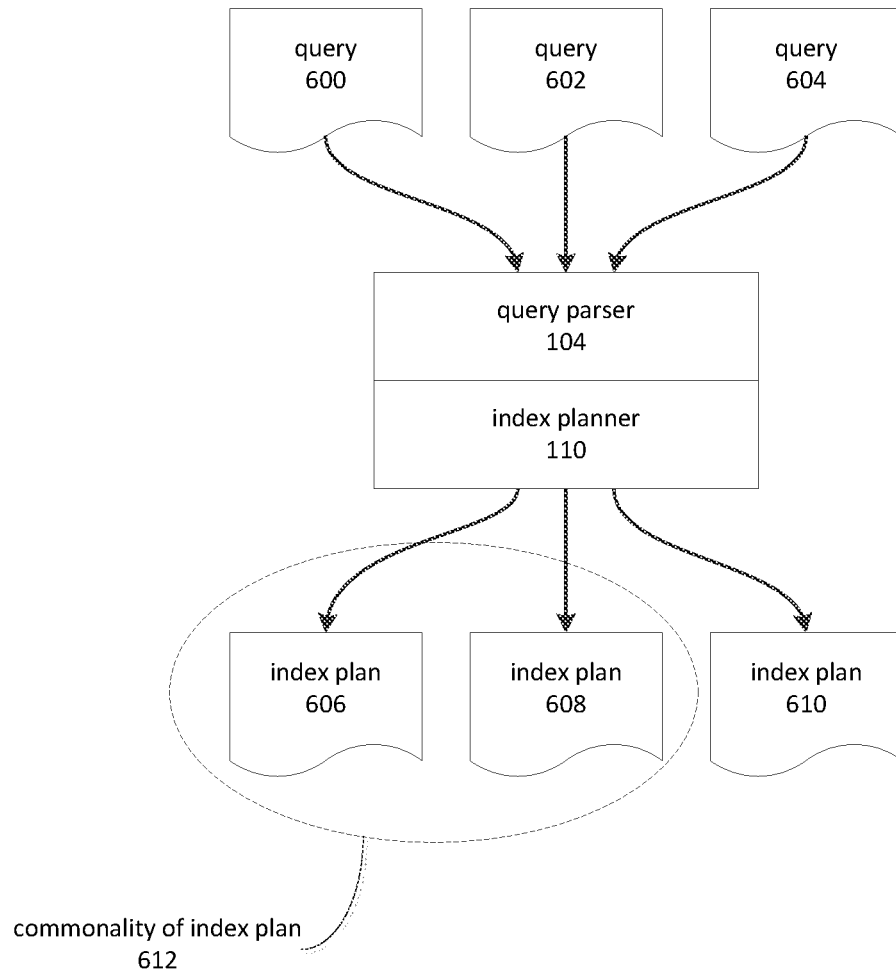 query
600
query
602
query
604
query parser
104
index planner
110
index plan
606
index plan
608
index plan
610
commonality of index plan
612